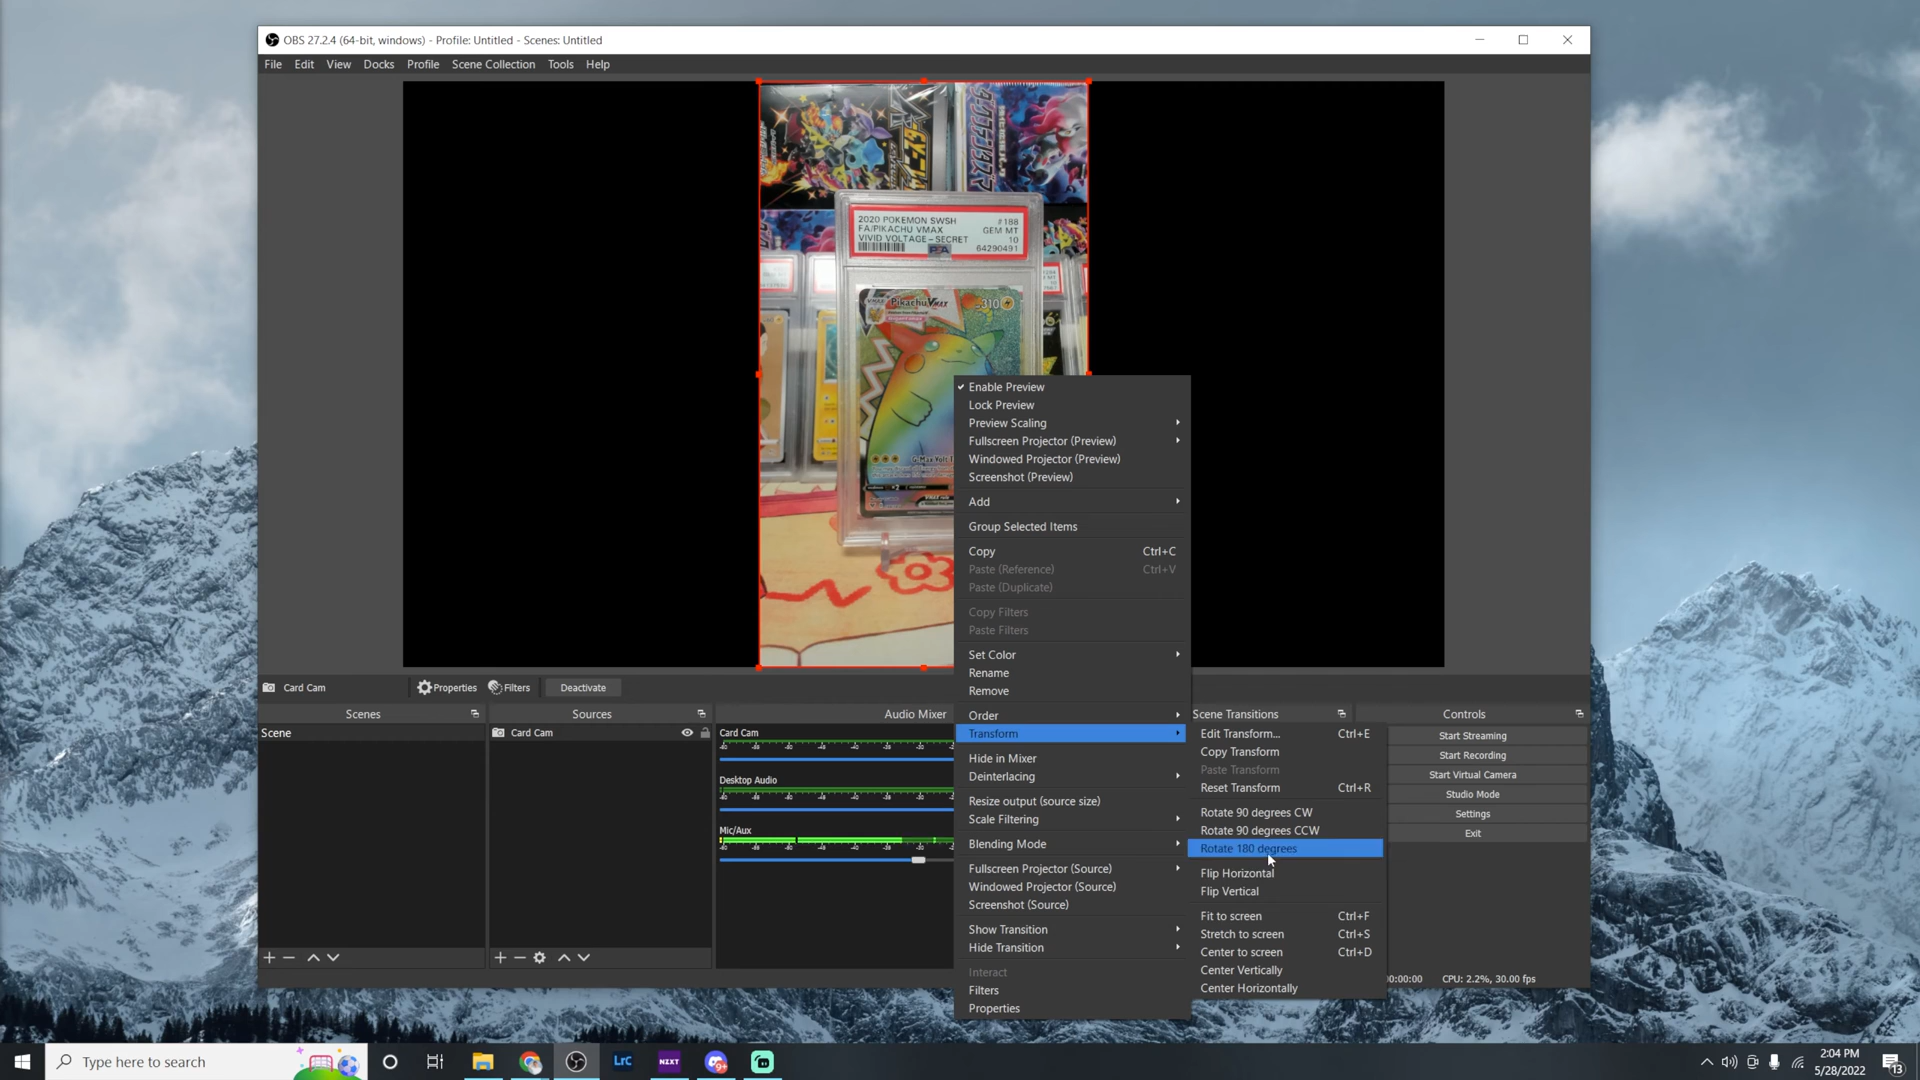 OBS 27.2.4 (64-bit, windows) - Profile: Untitled - Scenes: Untitled
File Edit View Docks Profile Scene Collection Tools Help
2020 POKEMON SWSH #188
FA/PIKACHU VMAX GEM MT
VIVID VOLTAGE-SECRET 10
64290491
Pikachu VMAX 310
Enable Preview
Lock Preview
Preview Scaling
Fullscreen Projector (Preview)
Windowed Projector (Preview)
Screenshot (Preview)
Add
Group Selected Items
Copy Ctrl+C
Paste (Reference) Ctrl+V
Paste (Duplicate)
Copy Filters
Paste Filters
Set Color
Rename
Remove
Order
Transform
Hide in Mixer
Deinterlacing
Resize output (source size)
Scale Filtering
Blending Mode
Fullscreen Projector (Source)
Windowed Projector (Source)
Screenshot (Source)
Show Transition
Hide Transition
Interact
Filters
Properties
Edit Transform... Ctrl+E
Copy Transform
Paste Transform
Reset Transform Ctrl+R
Rotate 90 degrees CW
Rotate 90 degrees CCW
Rotate 180 degrees
Flip Horizontal
Flip Vertical
Fit to screen Ctrl+F
Stretch to screen Ctrl+S
Center to screen Ctrl+D
Center Vertically
Center Horizontally
Card Cam Properties Filters Deactivate
Scenes
Scene
Sources
Card Cam
Audio Mixer
Card Cam
Desktop Audio
Mic/Aux
Scene Transitions
Controls
Start Streaming
Start Recording
Start Virtual Camera
Studio Mode
Settings
Exit
00:00:00 CPU: 2.2%, 30.00 fps
Type here to search
LrC
NZXT
9+
2:04 PM
5/28/2022
13